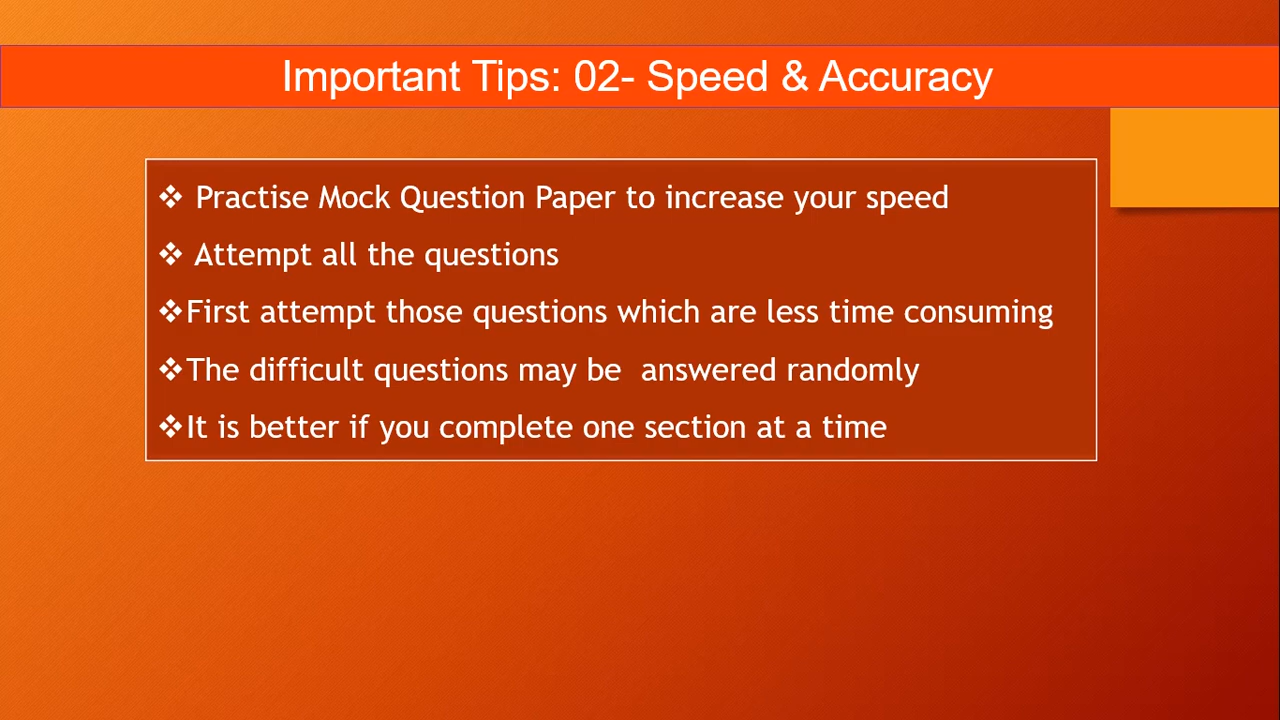 Important Tips: 02- Speed & Accuracy
❖ Practise Mock Question Paper to increase your speed
❖ Attempt all the questions
❖First attempt those questions which are less time consuming
❖The difficult questions may be  answered randomly
❖It is better if you complete one section at a time